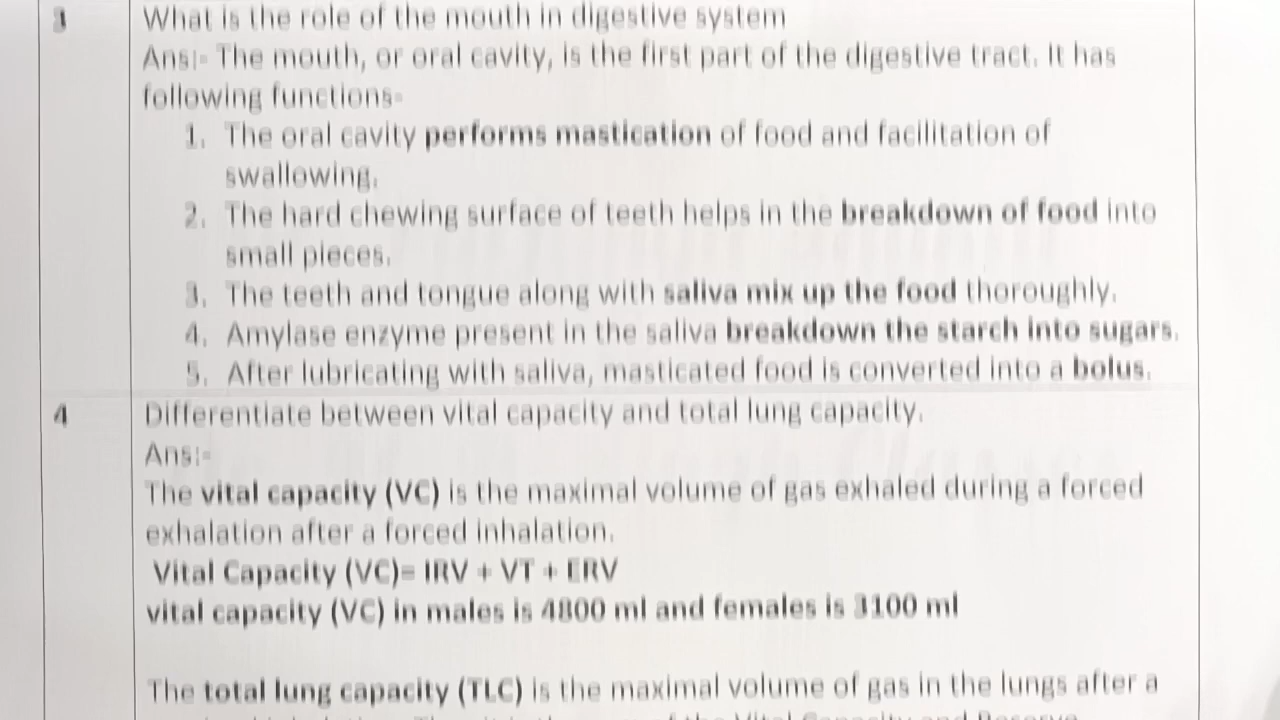 3 What is the role of the mouth in digestive system
Ans:- The mouth, or oral cavity, is the first part of the digestive tract. It has
following functions-
1. The oral cavity performs mastication of food and facilitation of
swallowing.
2. The hard chewing surface of teeth helps in the breakdown of food into
small pieces.
3. The teeth and tongue along with saliva mix up the food thoroughly.
4. Amylase enzyme present in the saliva breakdown the starch into sugars.
5. After lubricating with saliva, masticated food is converted into a bolus.
4 Differentiate between vital capacity and total lung capacity.
Ans:-
The vital capacity (VC) is the maximal volume of gas exhaled during a forced
exhalation after a forced inhalation.
Vital Capacity (VC)= IRV + VT + ERV
vital capacity (VC) in males is 4800 ml and females is 3100 ml
The total lung capacity (TLC) is the maximal volume of gas in the lungs after a
of the Vital Capacity and Reserve